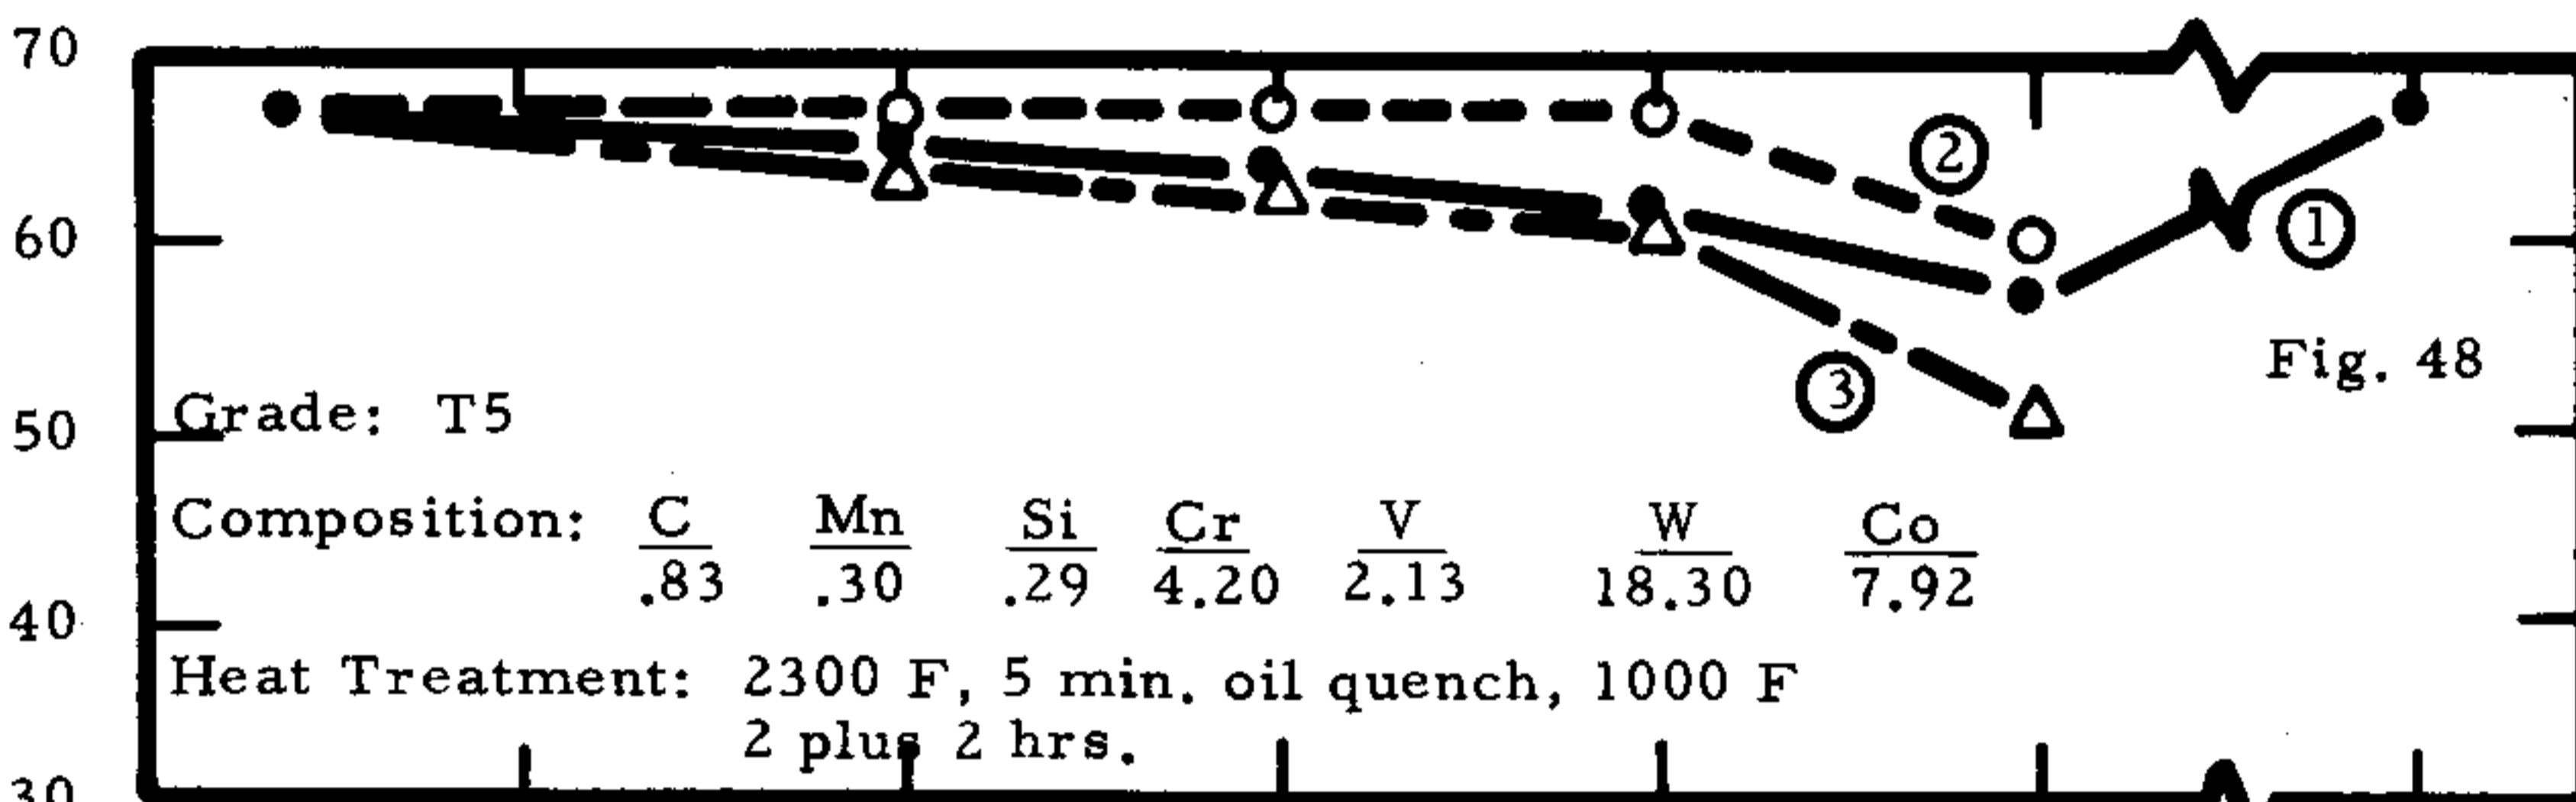 70
60
50
40
30
②
①
③
Fig. 48
Grade: T5
Composition: C Mn Si Cr V W Co
.83 .30 .29 4.20 2.13 18.30 7.92
Heat Treatment: 2300 F, 5 min. oil quench, 1000 F
2 plus 2 hrs.